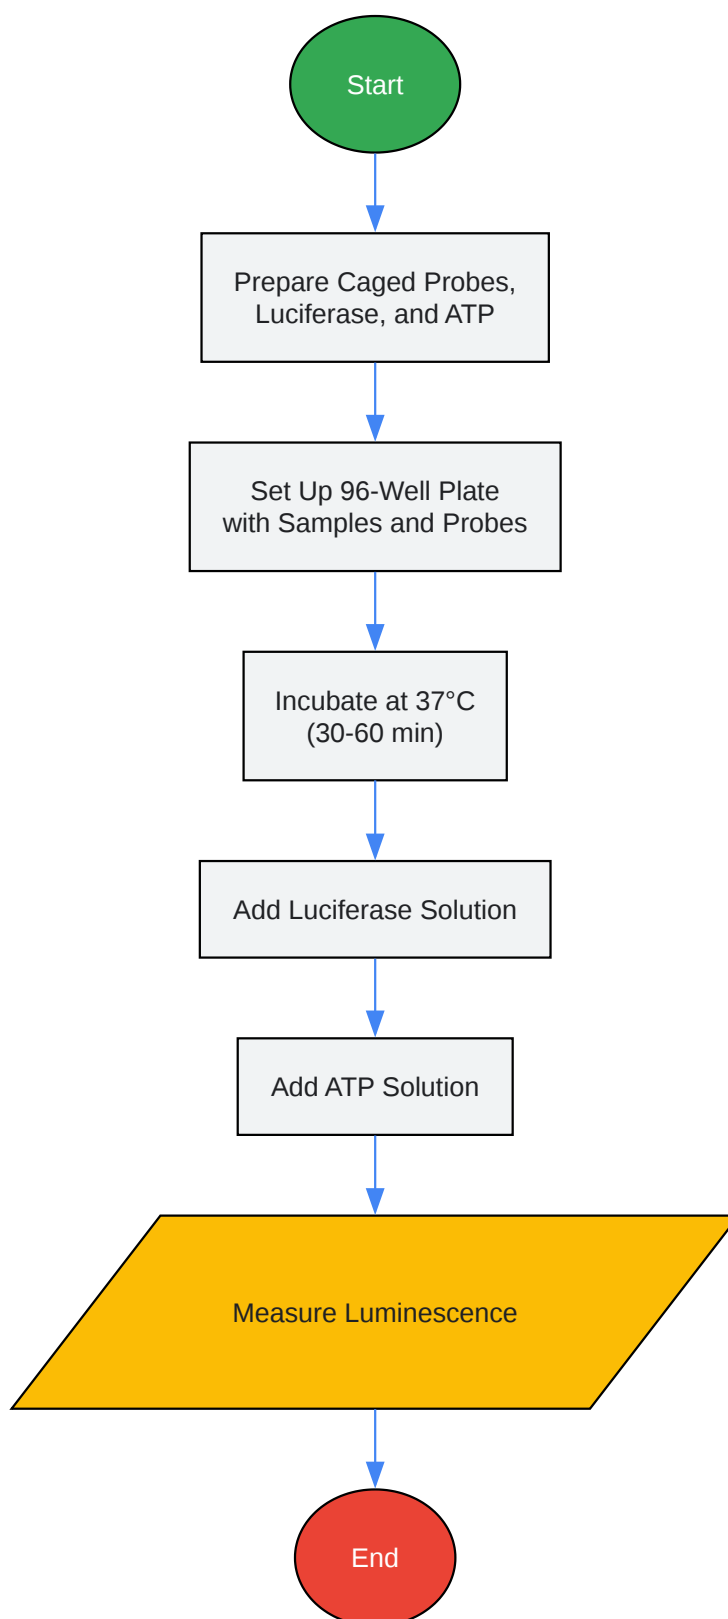 Start
Prepare Caged Probes,
Luciferase, and ATP
Set Up 96-Well Plate
with Samples and Probes
Incubate at 37°C
(30-60 min)
Add Luciferase Solution
Add ATP Solution
Measure Luminescence
End